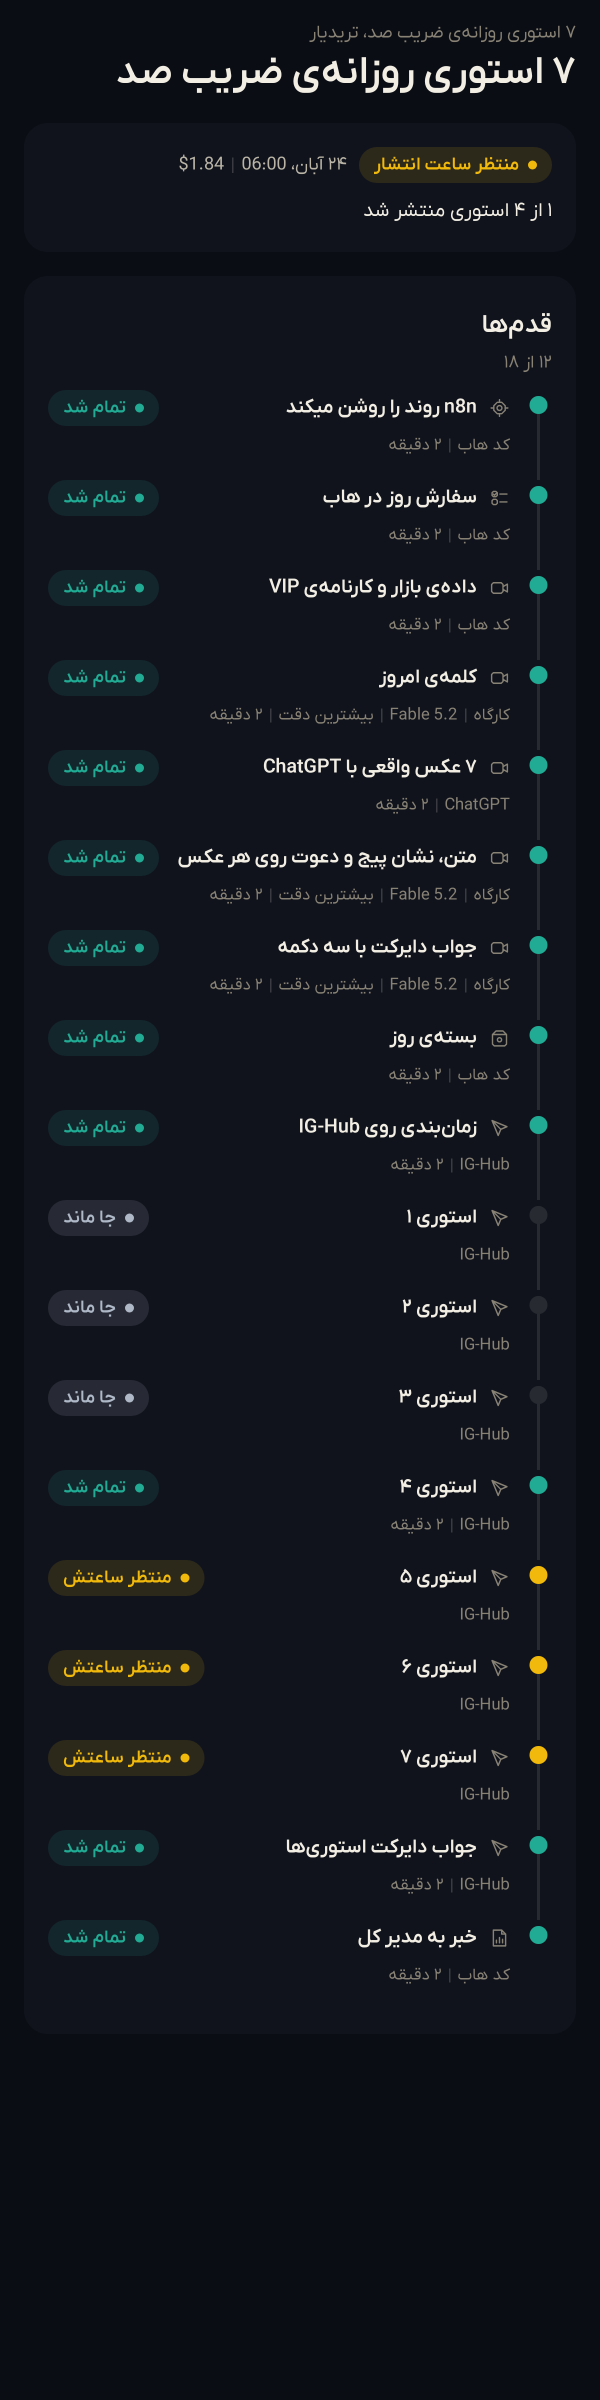 ۷ استوری روزانه‌ی ضریب صد، تریدیار
۷ استوری روزانه‌ی ضریب صد
منتظر ساعت انتشار ۲۴ آبان، 06:00 | $1.84
۱ از ۴ استوری منتشر شد
قدم‌ها
۱۲ از ۱۸
n8n روند را روشن میکند تمام شد
کد هاب | ۲ دقیقه
سفارش روز در هاب تمام شد
کد هاب | ۲ دقیقه
داده‌ی بازار و کارنامه‌ی VIP تمام شد
کد هاب | ۲ دقیقه
کلمه‌ی امروز تمام شد
کارگاه | Fable 5.2 | بیشترین دقت | ۲ دقیقه
۷ عکس واقعی با ChatGPT تمام شد
ChatGPT | ۲ دقیقه
متن، نشان پیج و دعوت روی هر عکس تمام شد
کارگاه | Fable 5.2 | بیشترین دقت | ۲ دقیقه
جواب دایرکت با سه دکمه تمام شد
کارگاه | Fable 5.2 | بیشترین دقت | ۲ دقیقه
بسته‌ی روز تمام شد
کد هاب | ۲ دقیقه
زمان‌بندی روی IG-Hub تمام شد
IG-Hub | ۲ دقیقه
استوری ۱ جا ماند
IG-Hub
استوری ۲ جا ماند
IG-Hub
استوری ۳ جا ماند
IG-Hub
استوری ۴ تمام شد
IG-Hub | ۲ دقیقه
استوری ۵ منتظر ساعتش
IG-Hub
استوری ۶ منتظر ساعتش
IG-Hub
استوری ۷ منتظر ساعتش
IG-Hub
جواب دایرکت استوری‌ها تمام شد
IG-Hub | ۲ دقیقه
خبر به مدیر کل تمام شد
کد هاب | ۲ دقیقه